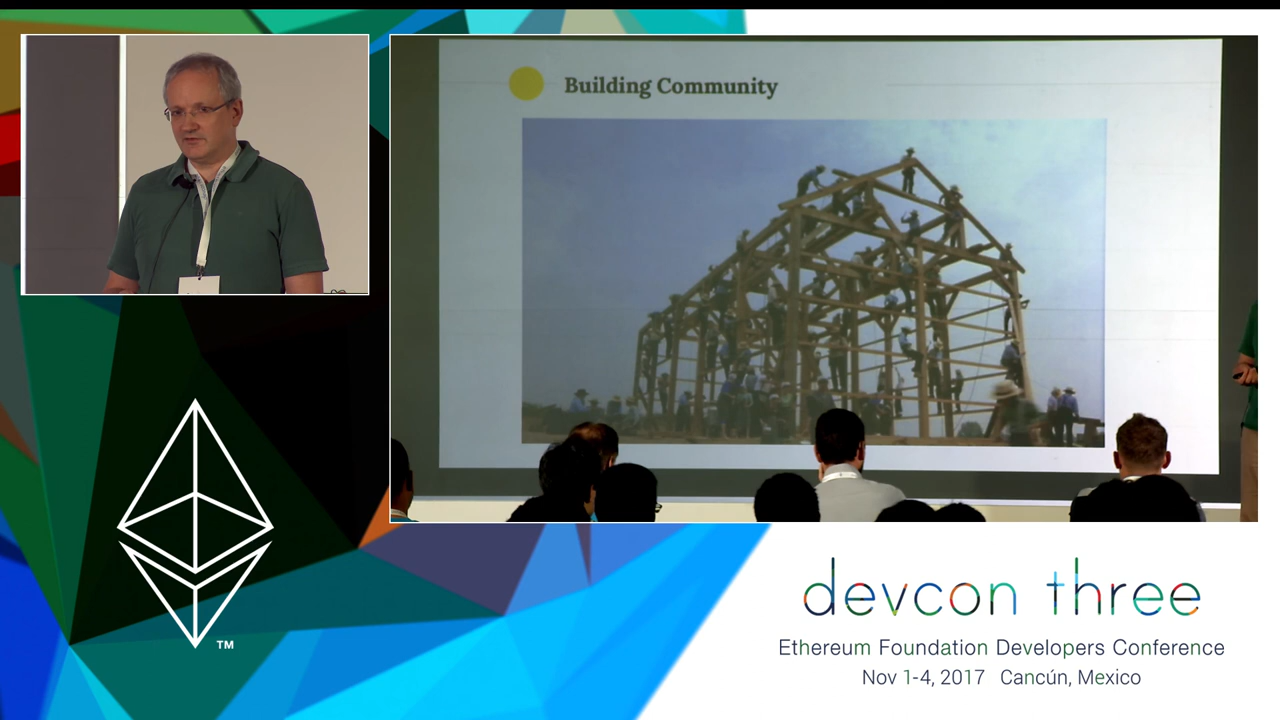 Building Community
TM
devcon three
Ethereum Foundation Developers Conference
Nov 1-4, 2017 Cancún, Mexico